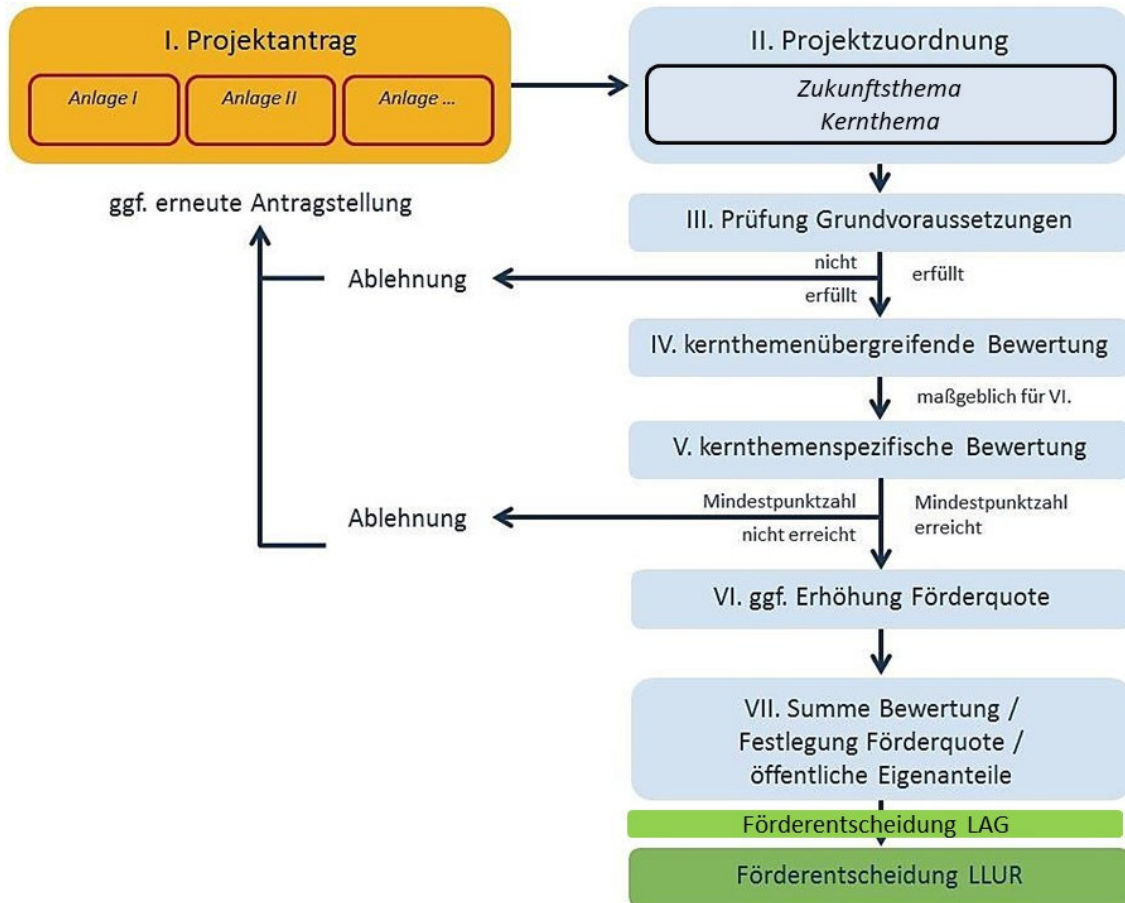 I. Projektantrag
Anlage I
Anlage II
Anlage ...
II. Projektzuordnung
Zukunftsthema
Kernthema
ggf. erneute Antragstellung
III. Prüfung Grundvoraussetzungen
Ablehnung
nicht
erfüllt
erfüllt
IV. kernthemenübergreifende Bewertung
maßgeblich für VI.
V. kernthemenspezifische Bewertung
Ablehnung
Mindestpunktzahl
nicht erreicht
Mindestpunktzahl
erreicht
VI. ggf. Erhöhung Förderquote
VII. Summe Bewertung /
Festlegung Förderquote /
öffentliche Eigenanteile
Förderentscheidung LAG
Förderentscheidung LLUR